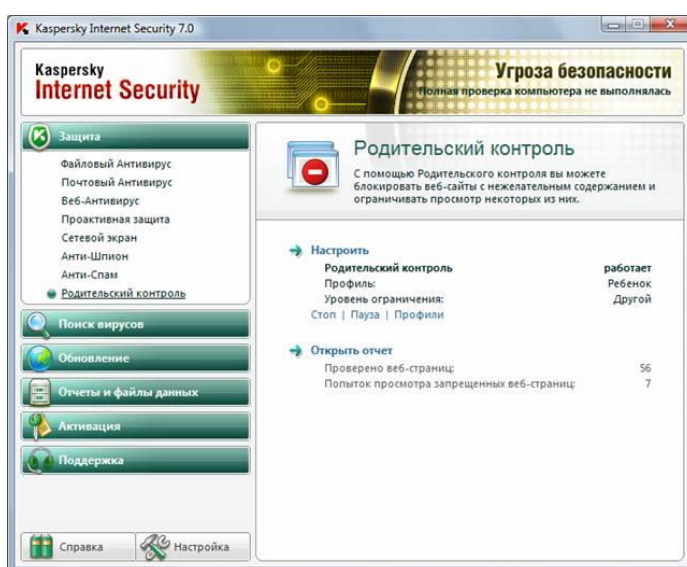 Kaspersky Internet Security 7.0
Kaspersky
Internet Security
Угроза безопасности
Полная проверка компьютера не выполнялась
Защита
Файловый Антивирус
Почтовый Антивирус
Веб-Антивирус
Проактивная защита
Сетевой экран
Анти-Шпион
Анти-Спам
Родительский контроль
Поиск вирусов
Обновление
Отчеты и файлы данных
Активация
Поддержка
Справка
Настройка
Родительский контроль
С помощью Родительского контроля вы можете
блокировать веб-сайты с нежелательным содержанием и
ограничивать просмотр некоторых из них.
Настроить
Родительский контроль работает
Профиль: Ребенок
Уровень ограничения: Другой
Стоп | Пауза | Профили
Открыть отчет
Проверено веб-страниц: 56
Попыток просмотра запрещенных веб-страниц: 7